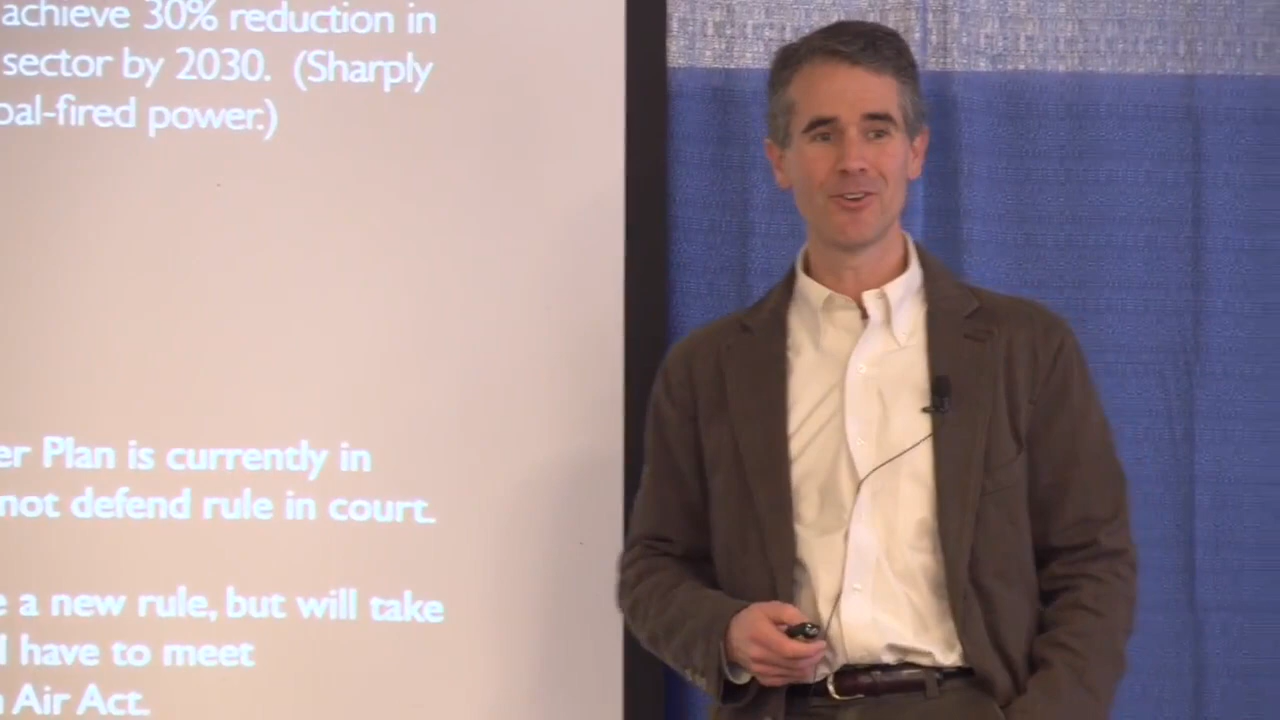 achieve 30% reduction in
sector by 2030. (Sharply
oal-fired power.)
er Plan is currently in
not defend rule in court.
e a new rule, but will take
l have to meet
n Air Act.